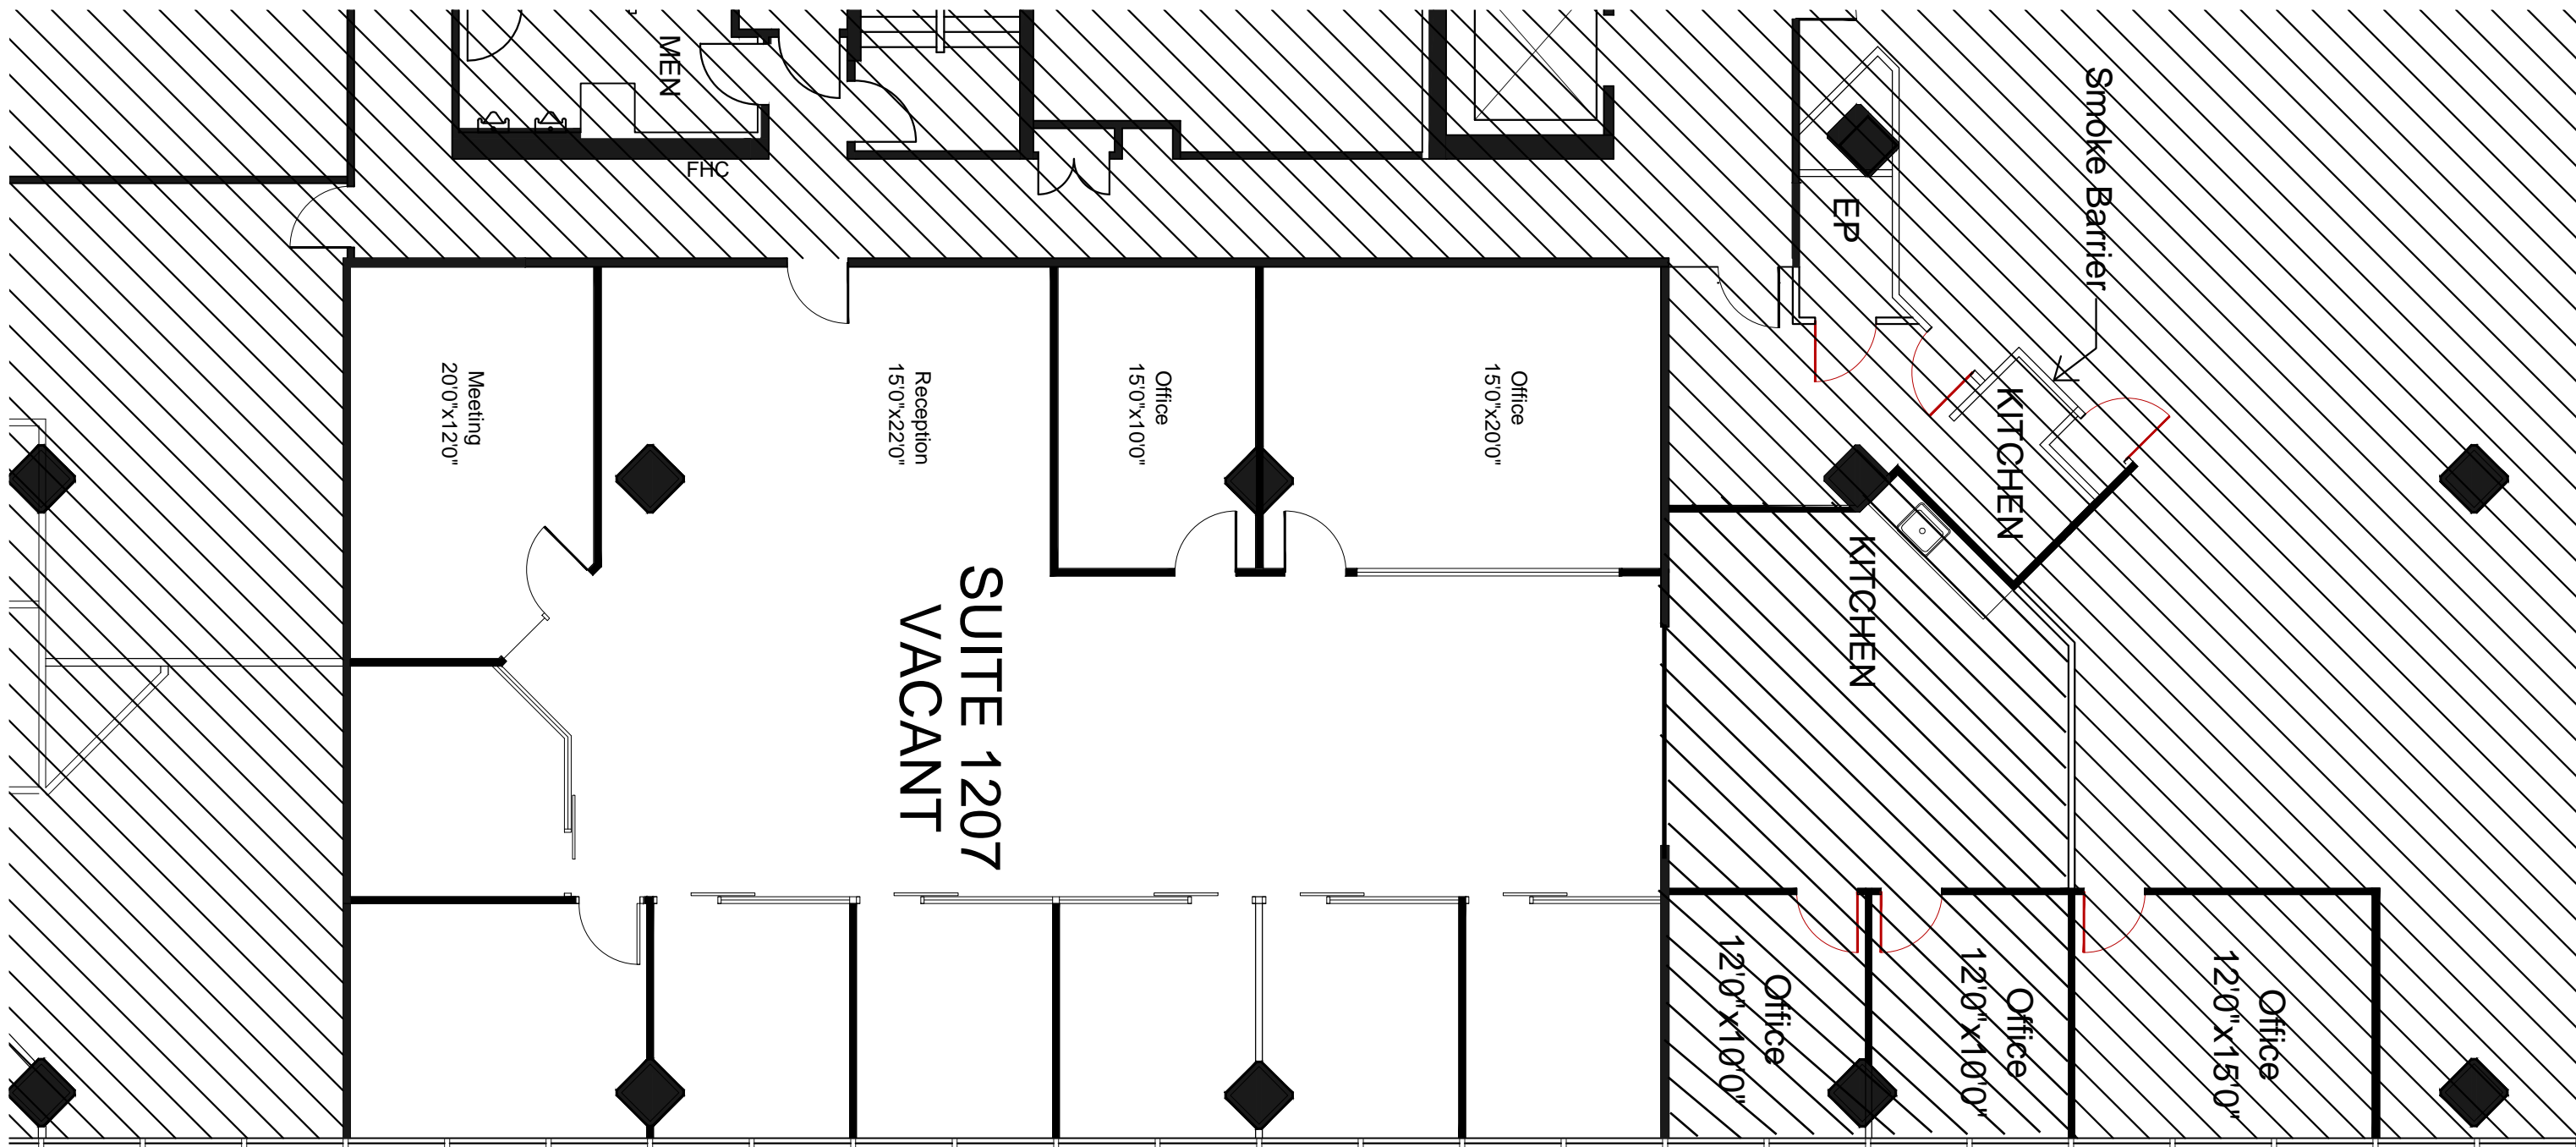 MEN
FHC
EP
Smoke Barrier
KITCHEN
KITCHEN
Meeting
20'0"x12'0"
Reception
15'0"x22'0"
Office
15'0"x10'0"
Office
15'0"x20'0"
SUITE 1207
VACANT
Office
12'0"x10'0"
Office
12'0"x10'0"
Office
12'0"x15'0"